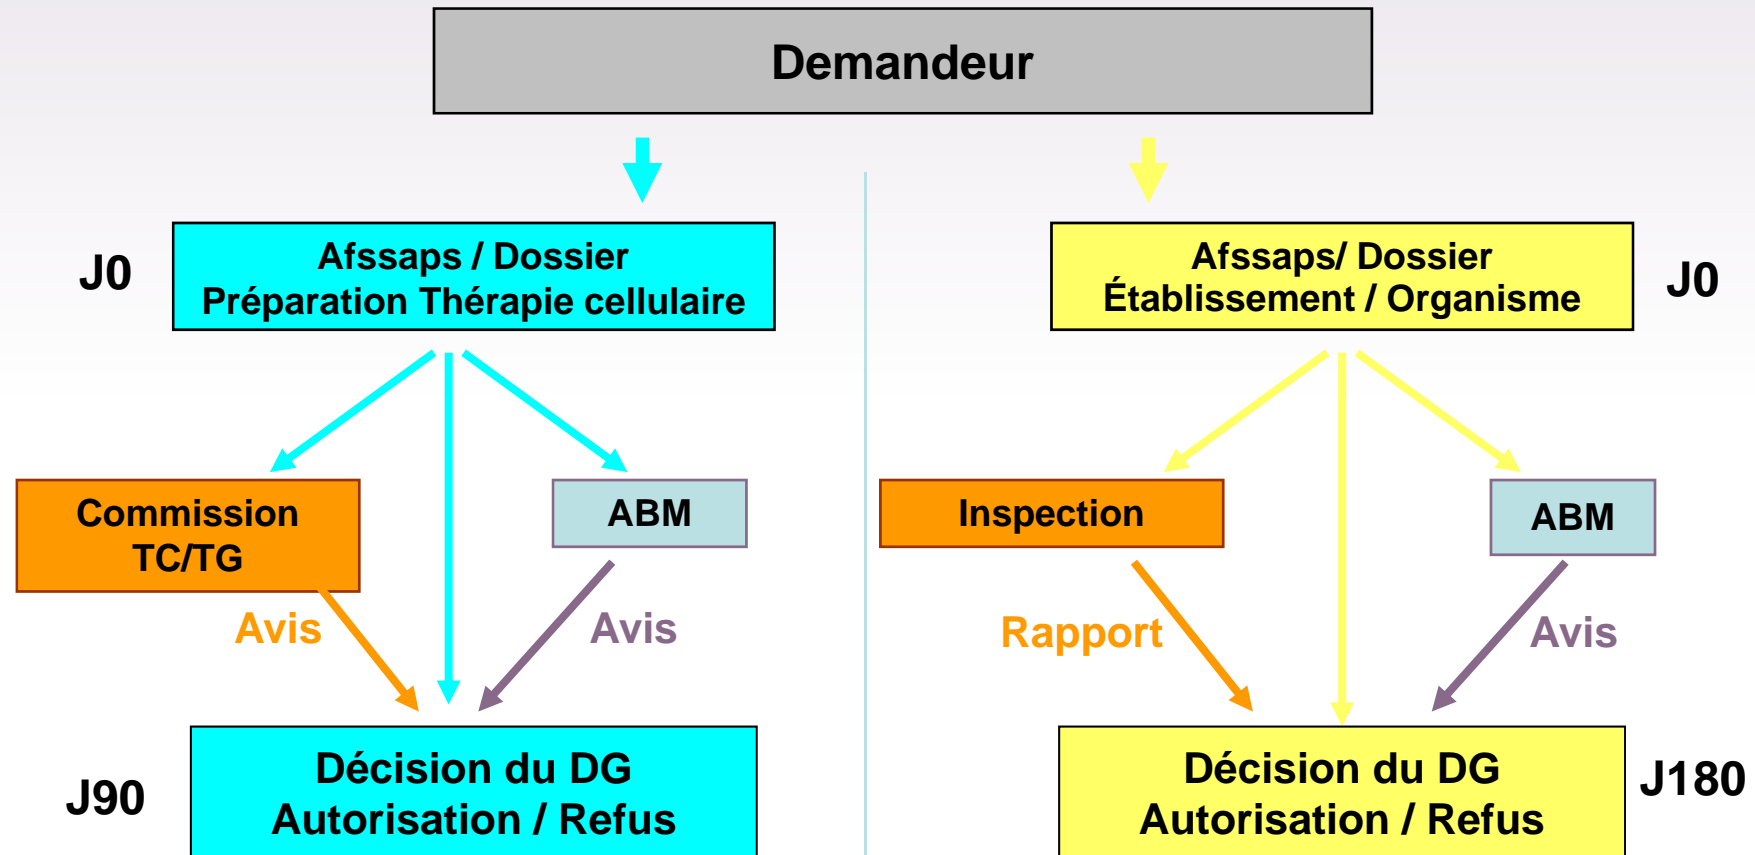 Demandeur
J0
Afssaps / Dossier
Préparation Thérapie cellulaire
Afssaps/ Dossier
Établissement / Organisme
J0
Commission
TC/TG
ABM
Inspection
ABM
Avis
Avis
Rapport
Avis
J90
Décision du DG
Autorisation / Refus
Décision du DG
Autorisation / Refus
J180